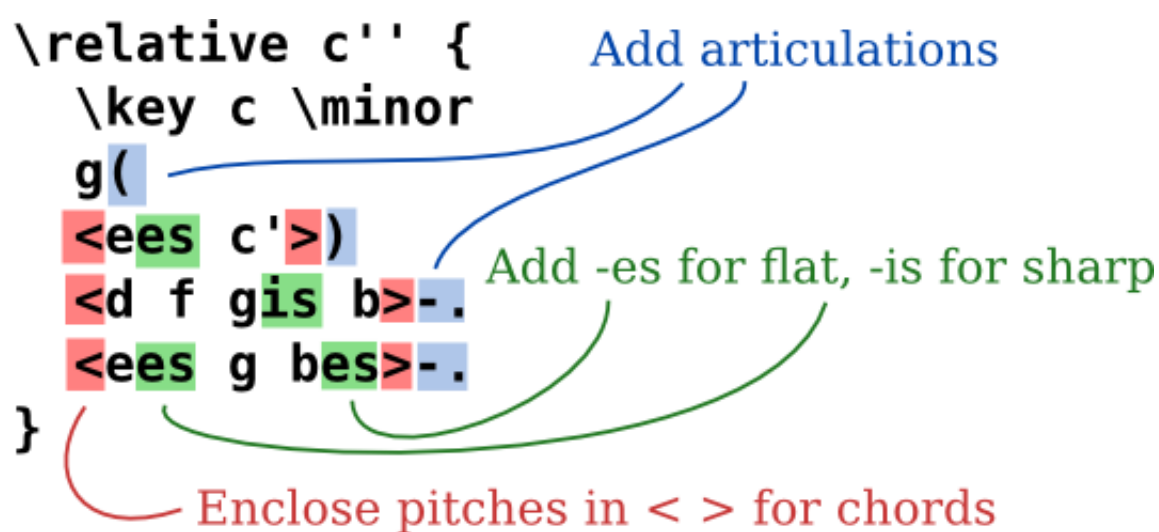 \relative c'' {
Add articulations
\key c \minor
g(
<ees c'>)
Add -es for flat, -is for sharp
<d f gis b>-.
<ees g bes>-.
}
Enclose pitches in < > for chords